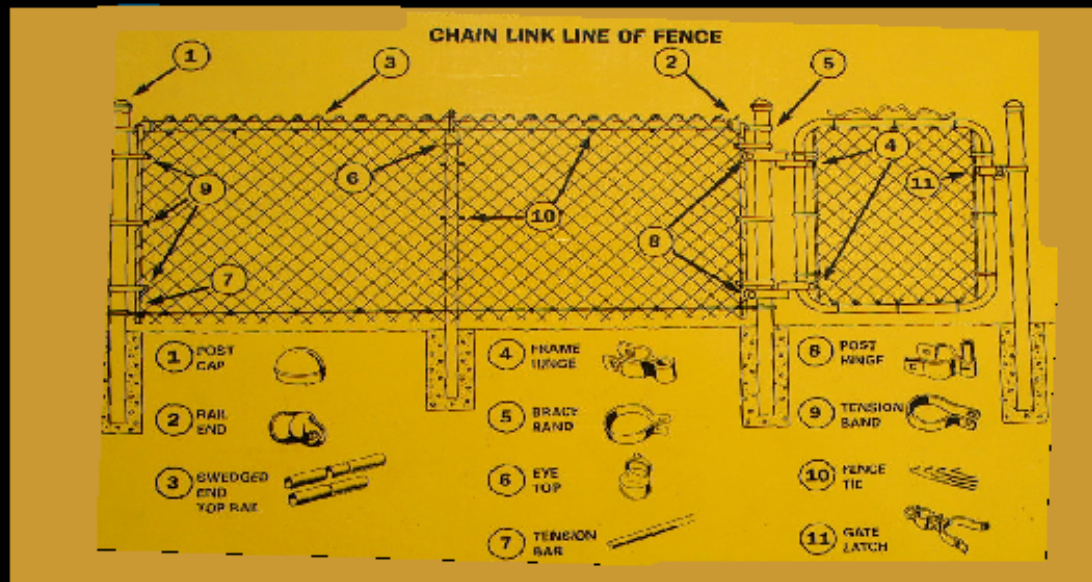 CHAIN LINK LINE OF FENCE
1
3
2
5
4
6
9
11
10
8
7
1 POST
CAP
2 RAIL
END
3 SWEDGED
END
TOP RAIL
4 FRAME
HINGE
5 BRACE
BAND
6 EYE
TOP
7 TENSION
BAR
8 POST
HINGE
9 TENSION
BAND
10 FENCE
TIE
11 GATE
LATCH